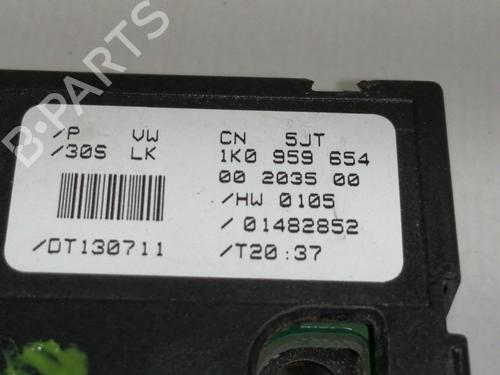 /P VW CN 5JT
/30S LK 1K0 959 654
00 2035 00
/HW 0105
/ 01482852
/DT130711 /T20:37
B-PARTS